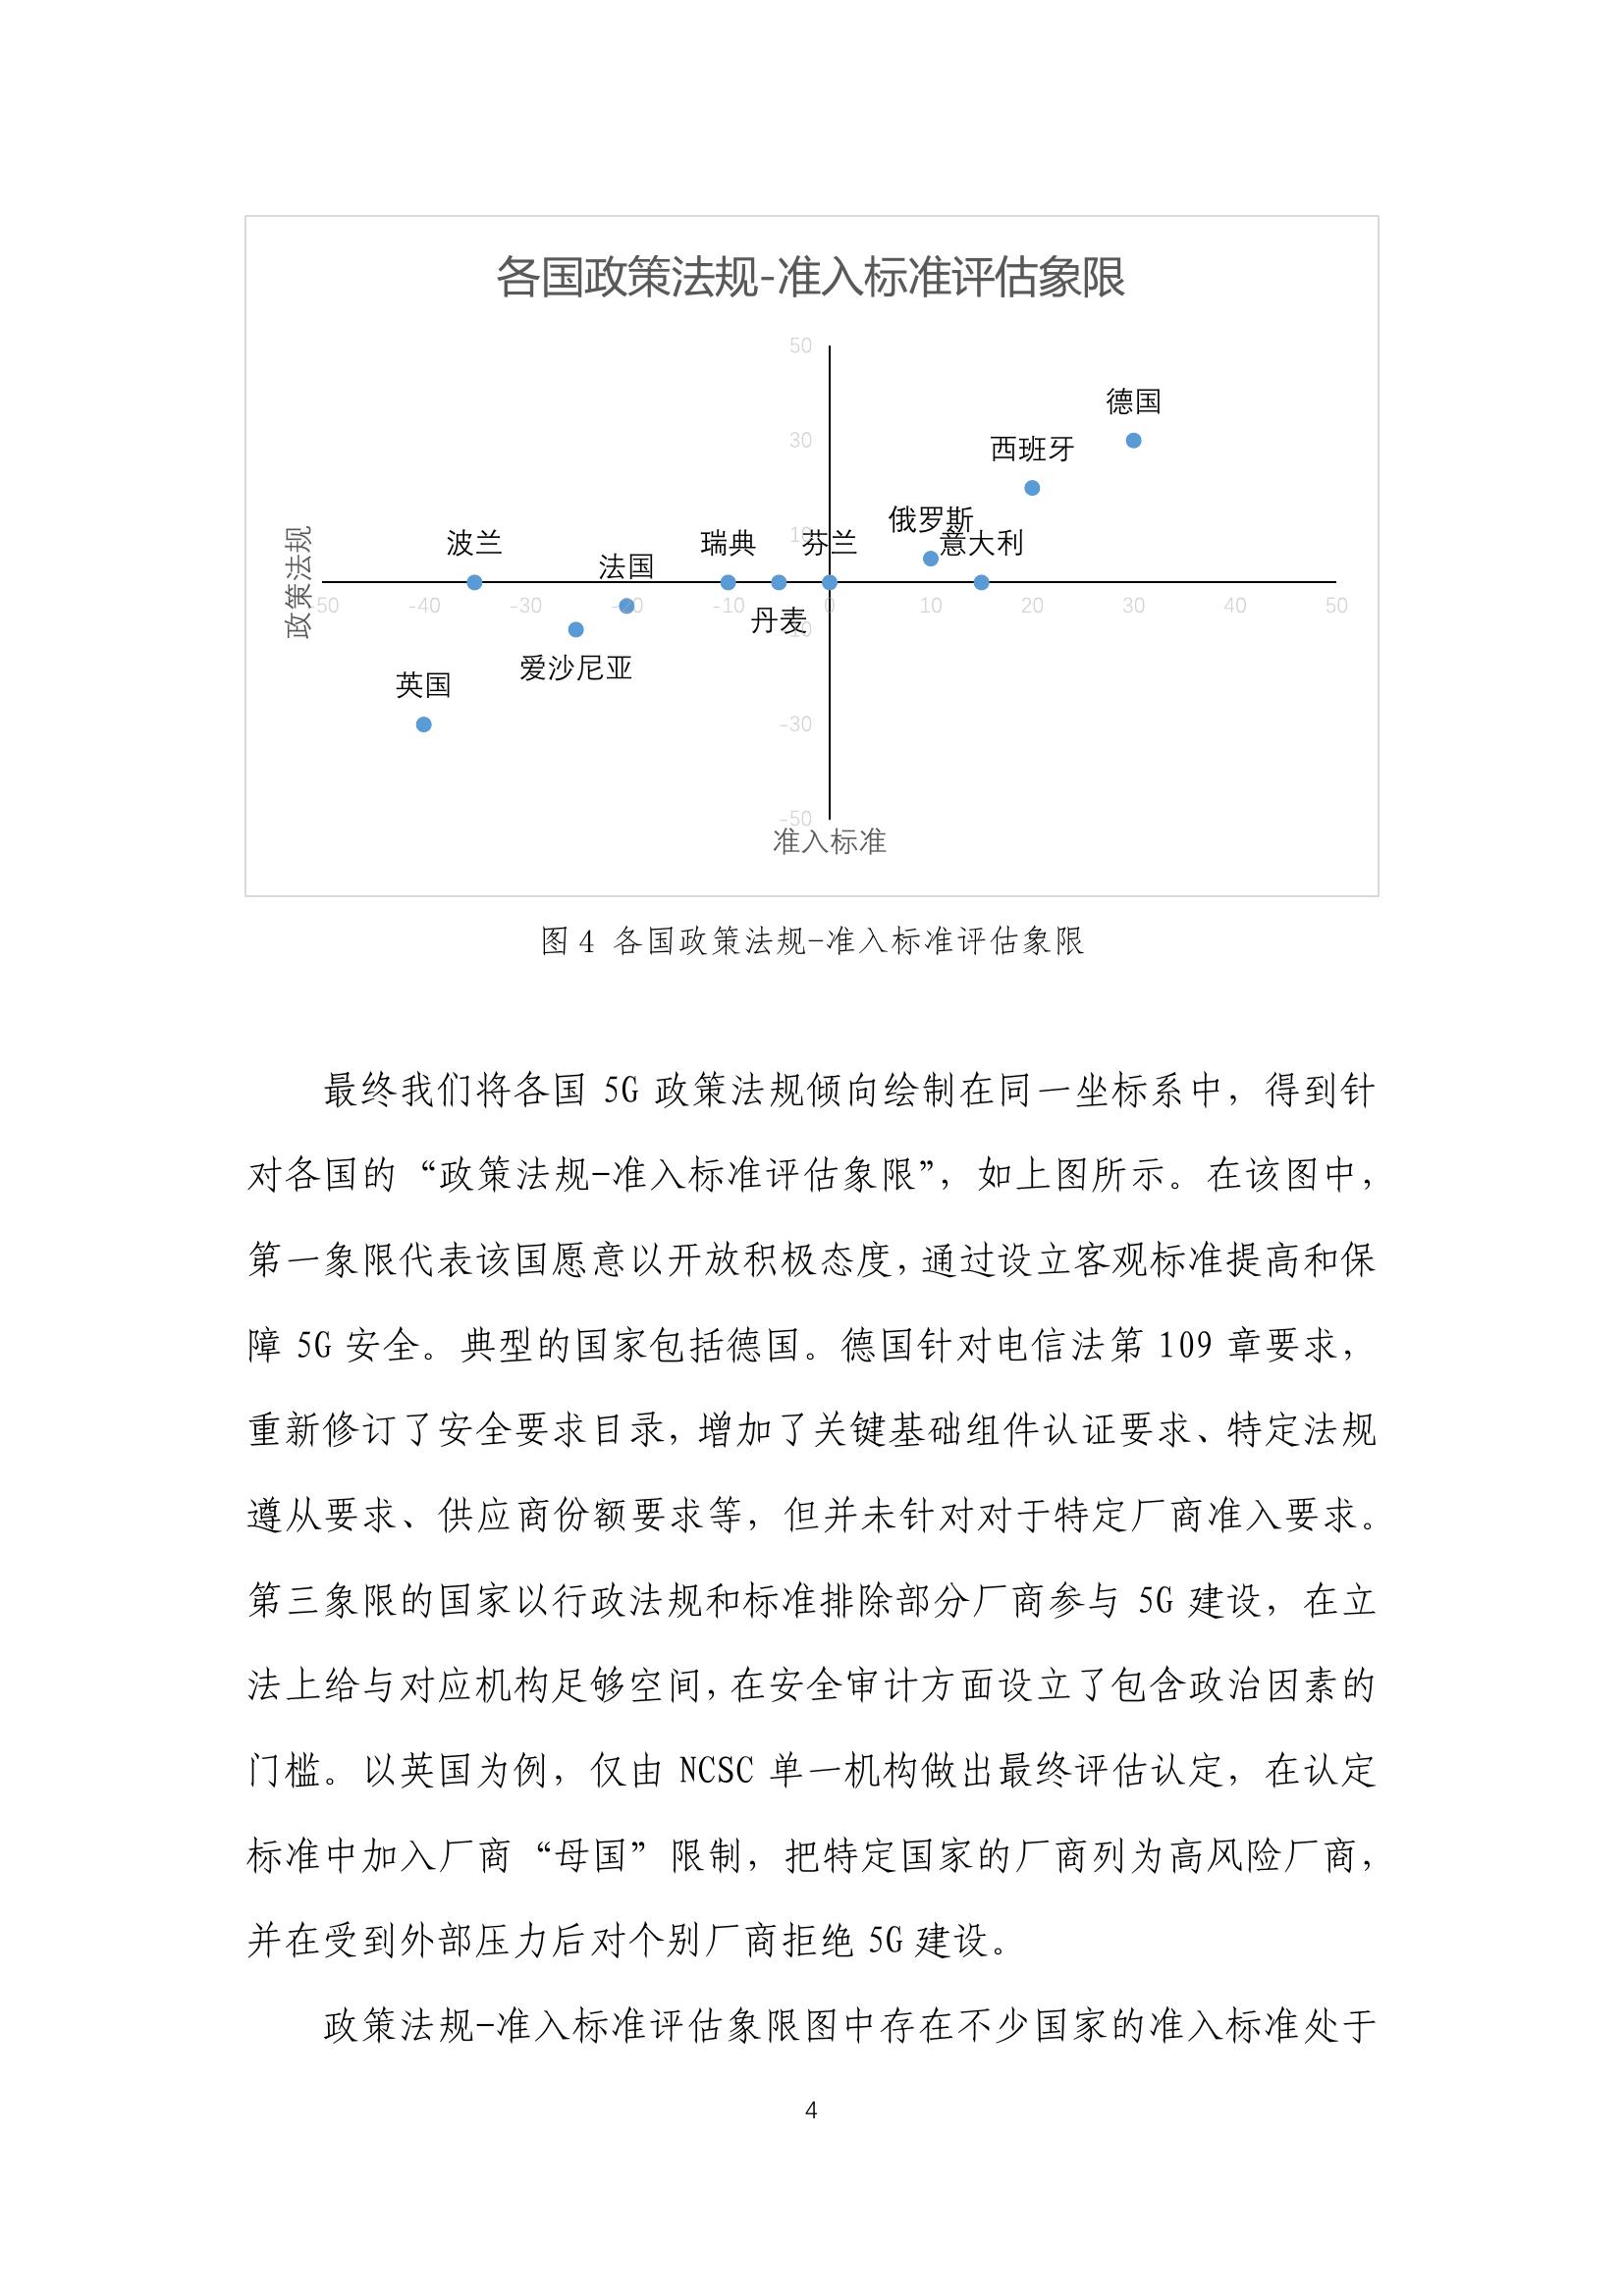 各国政策法规-准入标准评估象限
50
德国
30
西班牙
俄罗斯
10
波兰
瑞典
芬兰
意大利
法国
政策法规
-50
-40
-30
-20
-10
0
10
20
30
40
50
丹麦
-10
爱沙尼亚
英国
-30
-50
准入标准
图4 各国政策法规-准入标准评估象限
最终我们将各国 5G 政策法规倾向绘制在同一坐标系中，得到针
对各国的“政策法规-准入标准评估象限”，如上图所示。在该图中，
第一象限代表该国愿意以开放积极态度，通过设立客观标准提高和保
障 5G 安全。典型的国家包括德国。德国针对电信法第 109 章要求，
重新修订了安全要求目录，增加了关键基础组件认证要求、特定法规
遵从要求、供应商份额要求等，但并未针对对于特定厂商准入要求。
第三象限的国家以行政法规和标准排除部分厂商参与 5G 建设，在立
法上给与对应机构足够空间，在安全审计方面设立了包含政治因素的
门槛。以英国为例，仅由 NCSC 单一机构做出最终评估认定，在认定
标准中加入厂商“母国”限制，把特定国家的厂商列为高风险厂商，
并在受到外部压力后对个别厂商拒绝 5G 建设。
政策法规-准入标准评估象限图中存在不少国家的准入标准处于
4